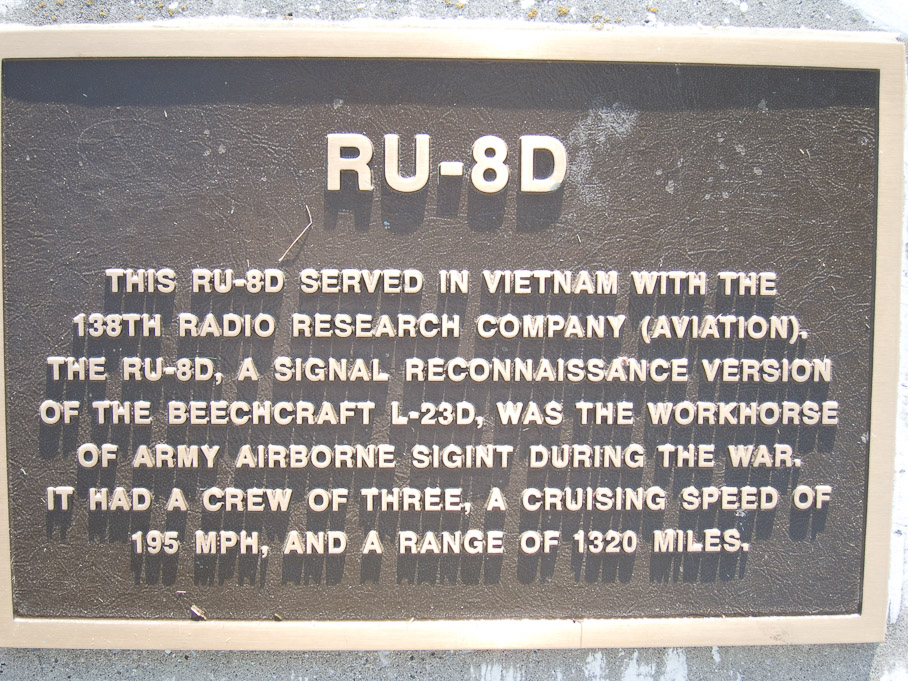 RU-8D
THIS RU-8D SERVED IN VIETNAM WITH THE
138TH RADIO RESEARCH COMPANY (AVIATION).
THE RU-8D, A SIGNAL RECONNAISSANCE VERSION
OF THE BEECHCRAFT L-23D, WAS THE WORKHORSE
OF ARMY AIRBORNE SIGINT DURING THE WAR.
IT HAD A CREW OF THREE, A CRUISING SPEED OF
195 MPH, AND A RANGE OF 1320 MILES.